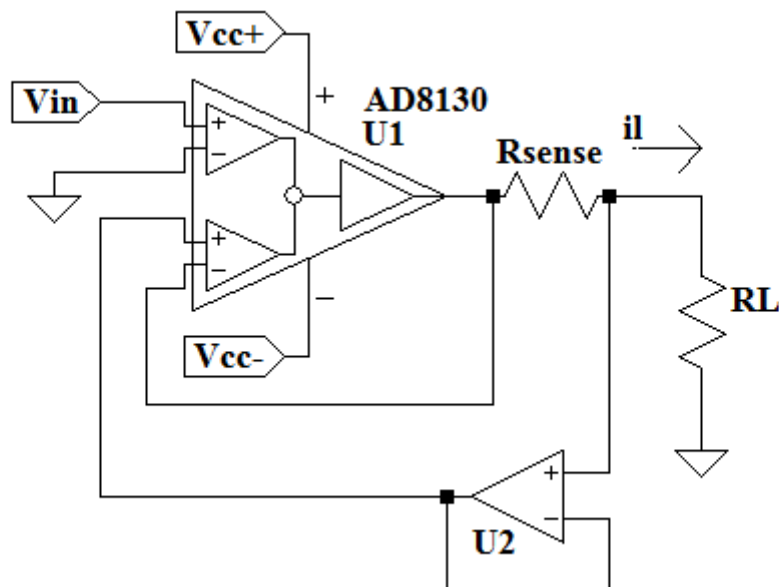 Vcc+
Vin
+
AD8130
U1
+
−
il
Rsense
+
−
−
RL
Vcc-
+
−
U2